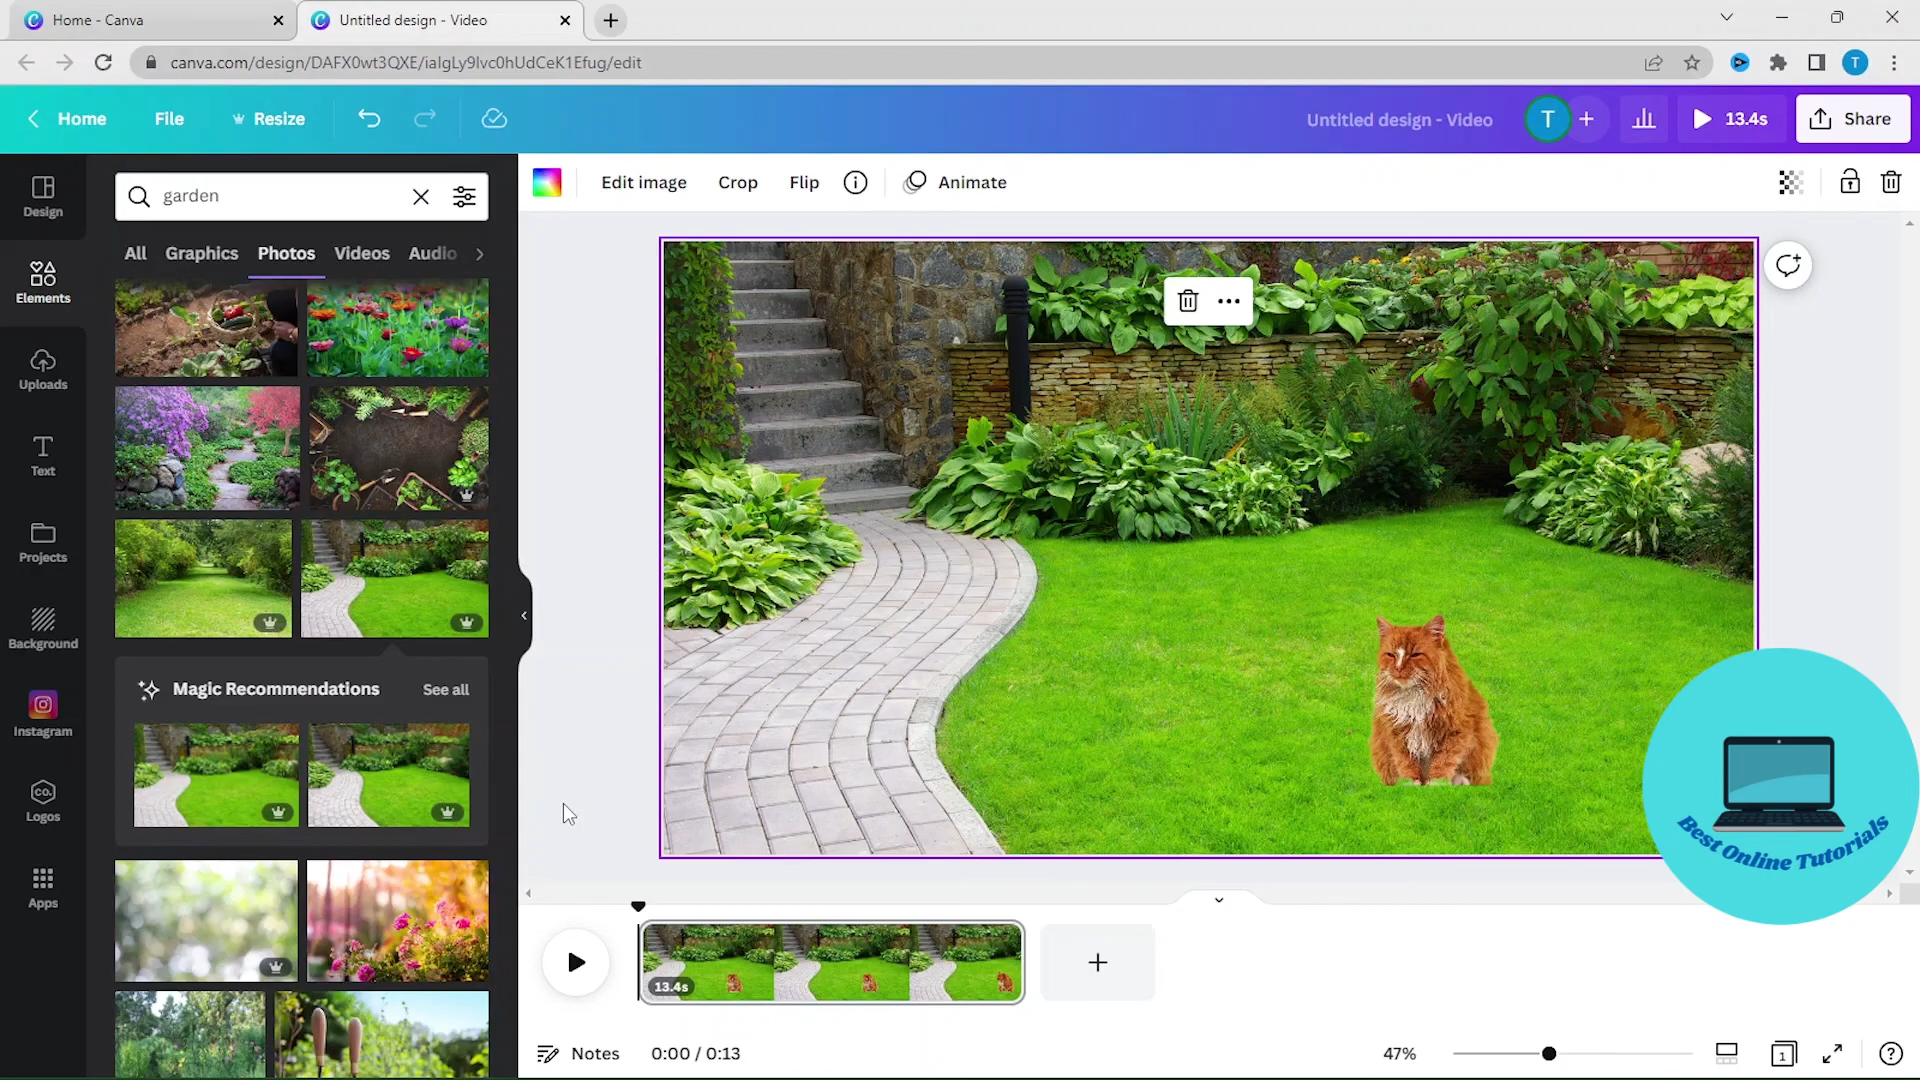 Home - Canva
Untitled design - Video
canva.com/design/DAFX0wt3QXE/ialgLy9lvc0hUdCeK1Efug/edit
T
Home
File
Resize
Untitled design - Video
T
13.4s
Share
Design
Elements
Uploads
Text
Projects
Background
Instagram
CO.
Logos
Apps
garden
All
Graphics
Photos
Videos
Audio
Magic Recommendations
See all
Edit image
Crop
Flip
Animate
Best Online Tutorials
13.4s
Notes
0:00 / 0:13
47%
1